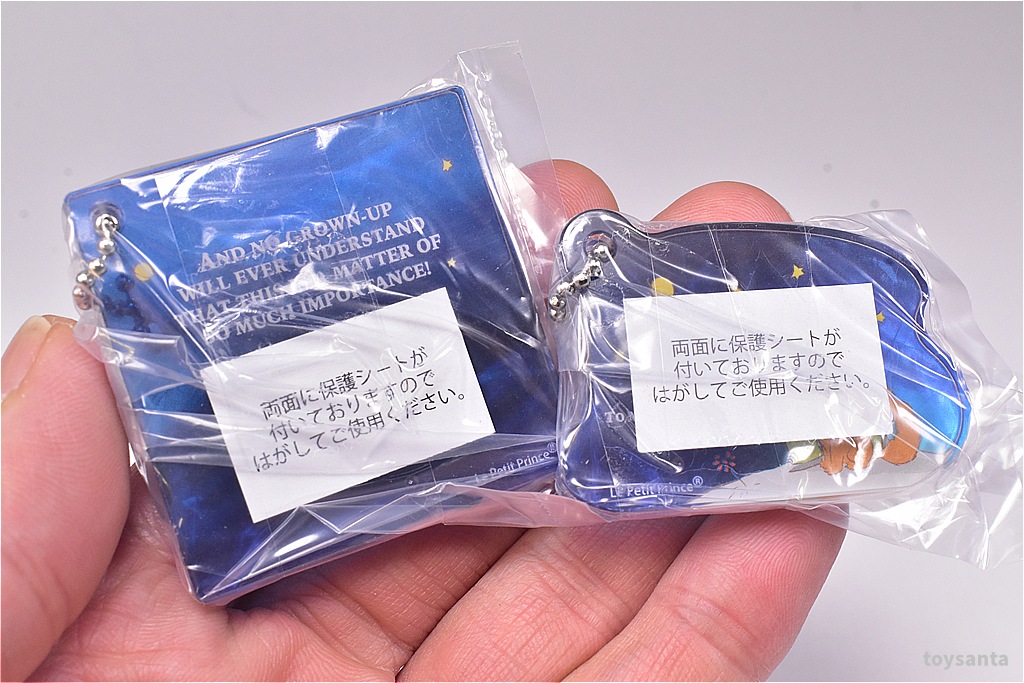 AND NO GROWN-UP
WILL EVER UNDERSTAND
THAT THIS IS A MATTER OF
SO MUCH IMPORTANCE!
両面に保護シートが
付いておりますので
はがしてご使用ください。
Le Petit Prince®
両面に保護シートが
付いておりますので
はがしてご使用ください。
Le Petit Prince®
toysanta